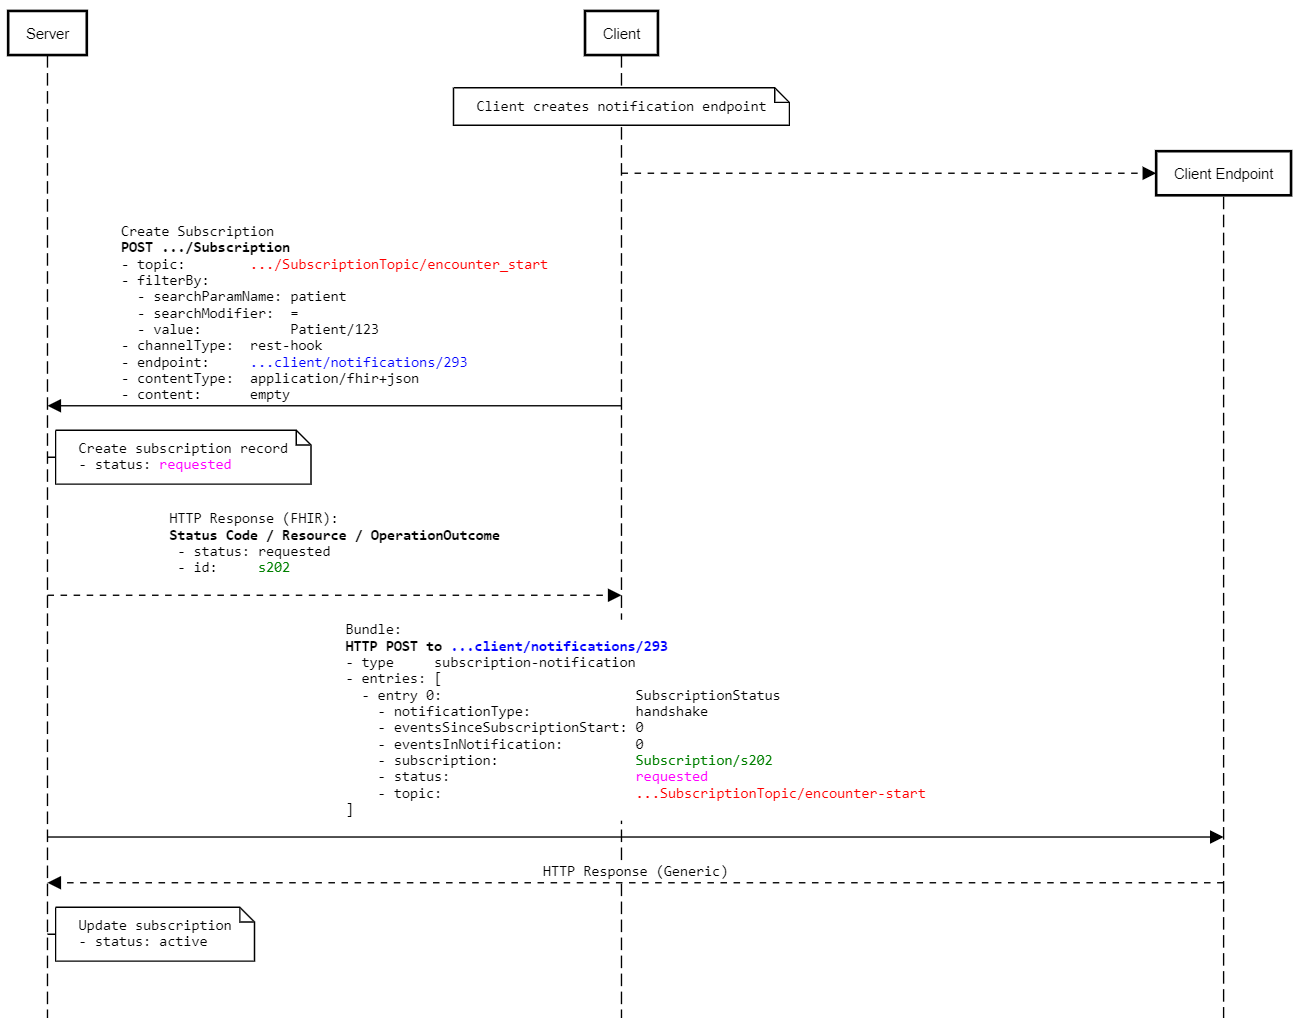 Server
Client
Client creates notification endpoint
Client Endpoint
Create Subscription
POST .../Subscription
- topic: .../SubscriptionTopic/encounter_start
- filterBy:
- searchParamName: patient
- searchModifier: =
- value: Patient/123
- channelType: rest-hook
- endpoint: ...client/notifications/293
- contentType: application/fhir+json
- content: empty
Create subscription record
- status: requested
HTTP Response (FHIR):
Status Code / Resource / OperationOutcome
- status: requested
- id: s202
Bundle:
HTTP POST to ...client/notifications/293
- type subscription-notification
- entries: [
- entry 0: SubscriptionStatus
- notificationType: handshake
- eventsSinceSubscriptionStart: 0
- eventsInNotification: 0
- subscription: Subscription/s202
- status: requested
- topic: ...SubscriptionTopic/encounter-start
]
HTTP Response (Generic)
Update subscription
- status: active